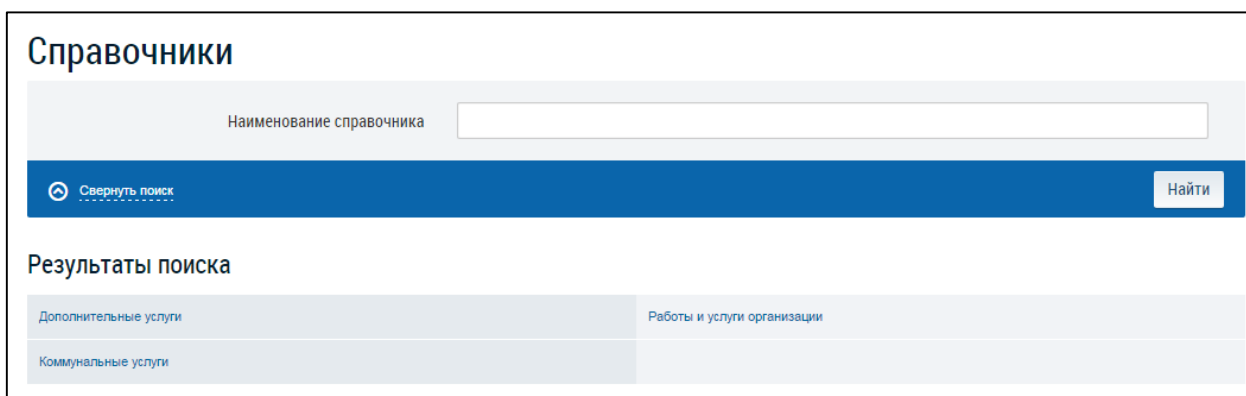 Справочники
Наименование справочника
Свернуть поиск
Найти
Результаты поиска
Дополнительные услуги
Работы и услуги организации
Коммунальные услуги